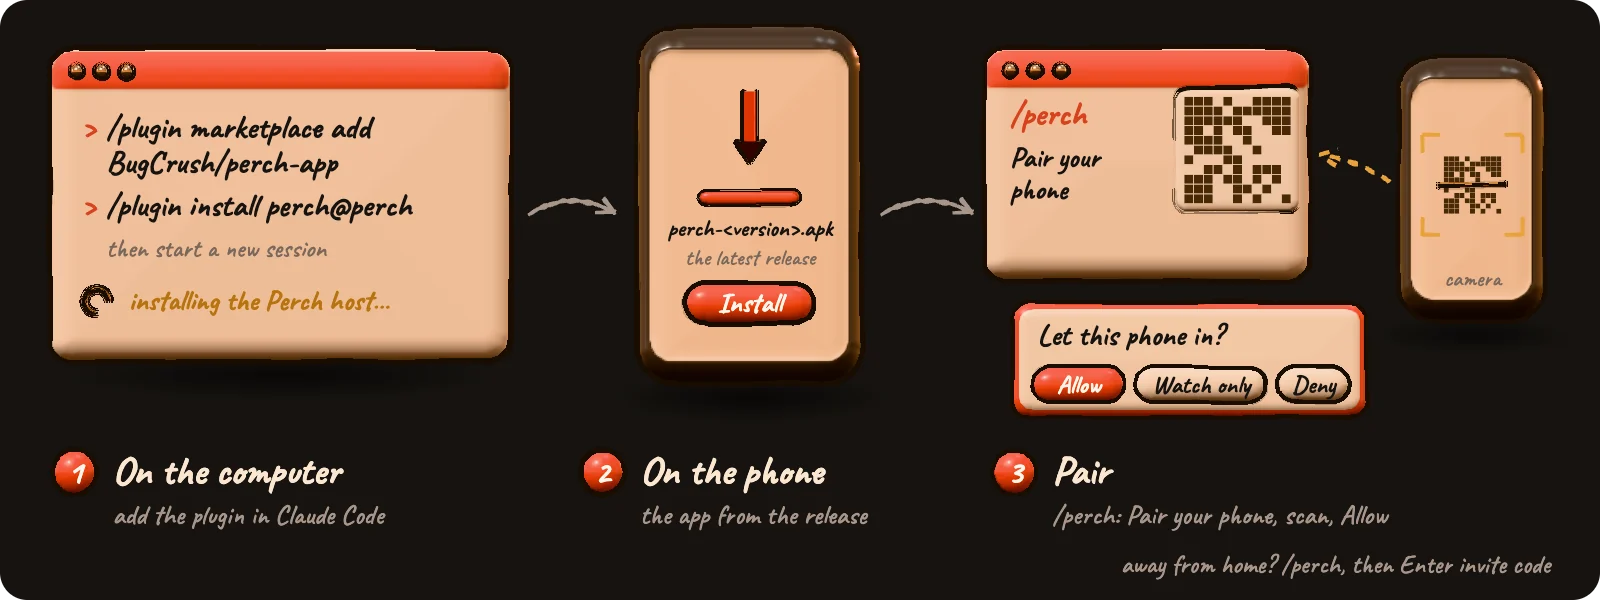 > /plugin marketplace add
BugCrush/perch-app
> /plugin install perch@perch
then start a new session
installing the Perch host...
perch-<version>.apk
the latest release
Install
/perch
Pair your
phone
camera
Let this phone in?
Allow
Watch only
Deny
1 On the computer
add the plugin in Claude Code
2 On the phone
the app from the release
3 Pair
/perch: Pair your phone, scan, Allow
away from home? /perch, then Enter invite code